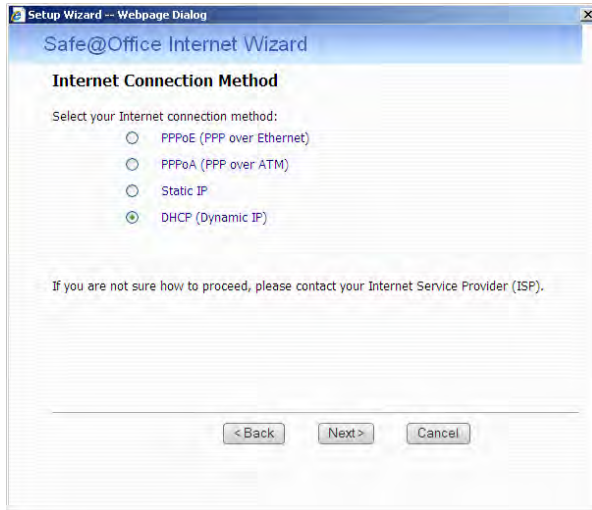 Setup Wizard -- Webpage Dialog
Safe@Office Internet Wizard
Internet Connection Method
Select your Internet connection method:
PPPoE (PPP over Ethernet)
PPPoA (PPP over ATM)
Static IP
DHCP (Dynamic IP)
If you are not sure how to proceed, please contact your Internet Service Provider (ISP).
< Back Next > Cancel